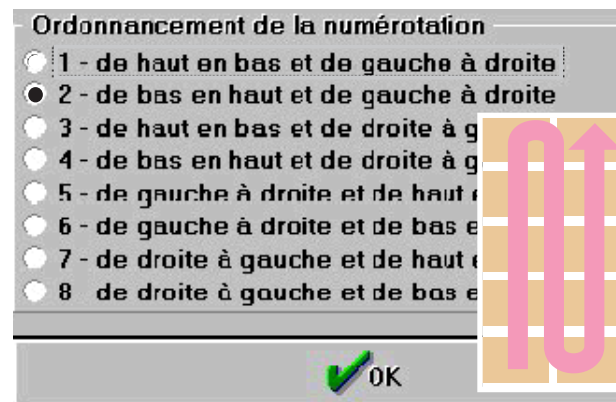 Ordonnancement de la numérotation
1 - de haut en bas et de gauche à droite
2 - de bas en haut et de gauche à droite
3 - de haut en bas et de droite à g
4 - de bas en haut et de droite à g
5 - de gauche à droite et de haut e
6 - de gauche à droite et de bas e
7 - de droite à gauche et de haut e
8 de droite à gauche et de bas e
OK